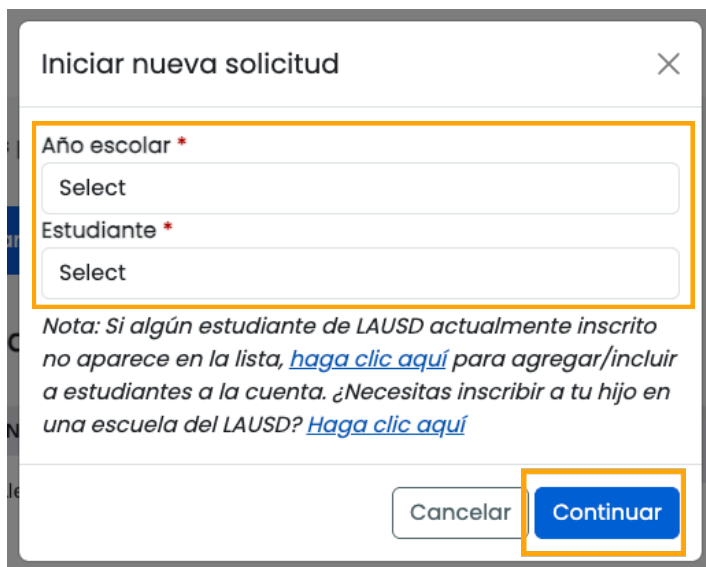 Iniciar nueva solicitud
Año escolar *
Select
Estudiante *
Select
Nota: Si algún estudiante de LAUSD actualmente inscrito
no aparece en la lista, haga clic aquí para agregar/incluir
a estudiantes a la cuenta. ¿Necesitas inscribir a tu hijo en
una escuela del LAUSD? Haga clic aquí
Cancelar
Continuar